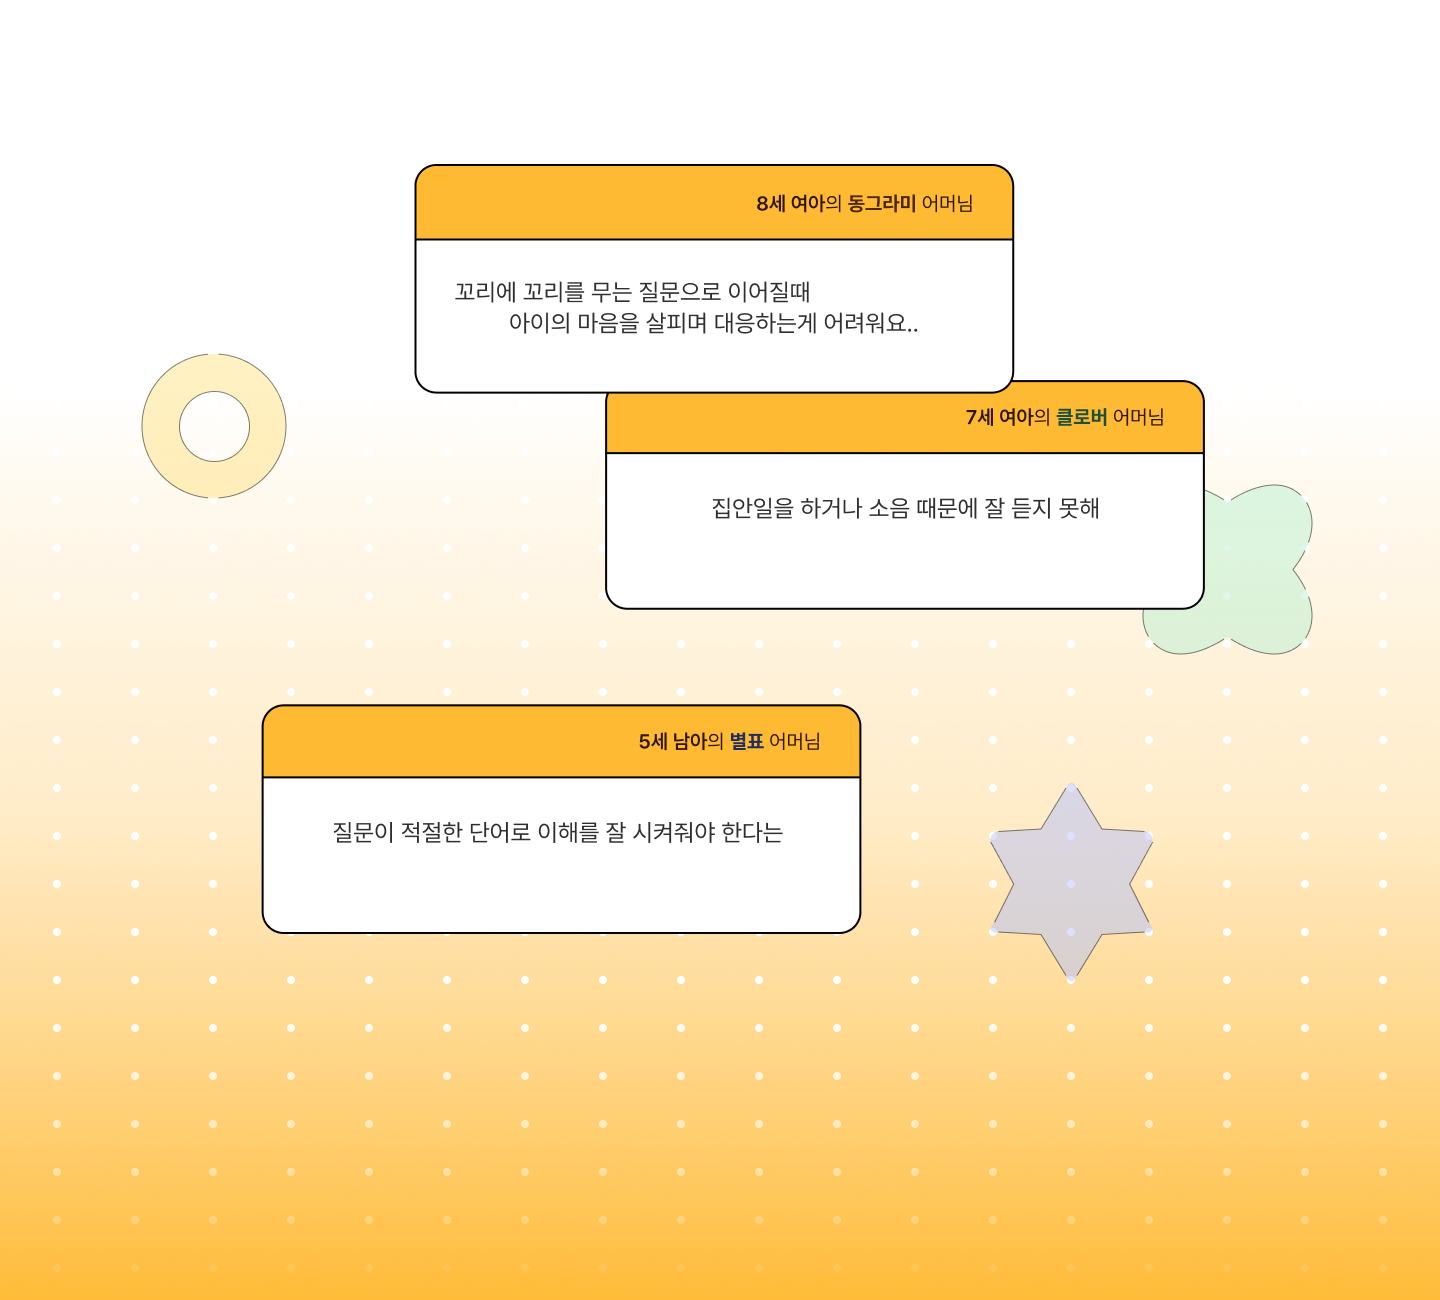 8세 여아의 동그라미 어머님
꼬리에 꼬리를 무는 질문으로 이어질때
아이의 마음을 살피며 대응하는게 어려워요..
7세 여아의 클로버 어머님
집안일을 하거나 소음 때문에 잘 듣지 못해
5세 남아의 별표 어머님
질문이 적절한 단어로 이해를 잘 시켜줘야 한다는